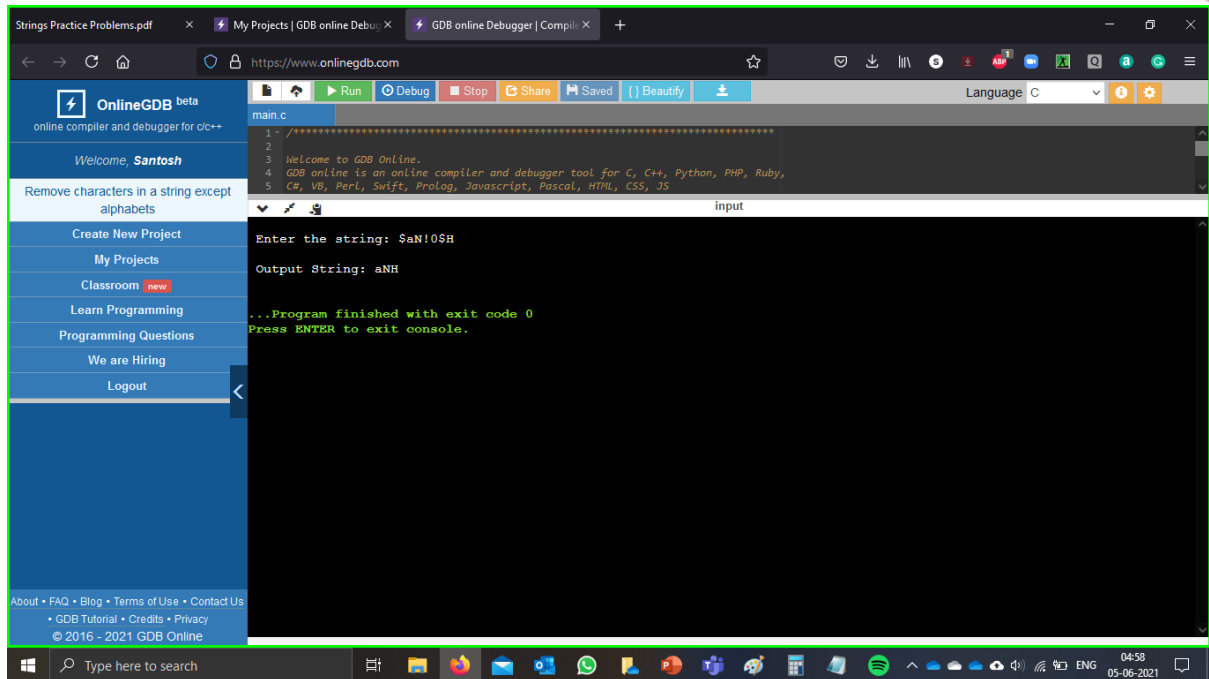 Strings Practice Problems.pdf
My Projects | GDB online Debug
GDB online Debugger | Compile
https://www.onlinegdb.com
OnlineGDB beta
online compiler and debugger for c/c++
Welcome, Santosh
Remove characters in a string except
alphabets
Create New Project
My Projects
Classroom new
Learn Programming
Programming Questions
We are Hiring
Logout
About • FAQ • Blog • Terms of Use • Contact Us
• GDB Tutorial • Credits • Privacy
© 2016 - 2021 GDB Online
Run Debug Stop Share Saved {} Beautify
Language C
main.c
1 /******************************************************************************
2
3 Welcome to GDB Online.
4 GDB online is an online compiler and debugger tool for C, C++, Python, PHP, Ruby,
5 C#, VB, Perl, Swift, Prolog, Javascript, Pascal, HTML, CSS, JS
input
Enter the string: $aN!0$H
Output String: aNH
...Program finished with exit code 0
Press ENTER to exit console.
Type here to search
ENG
04:58
05-06-2021